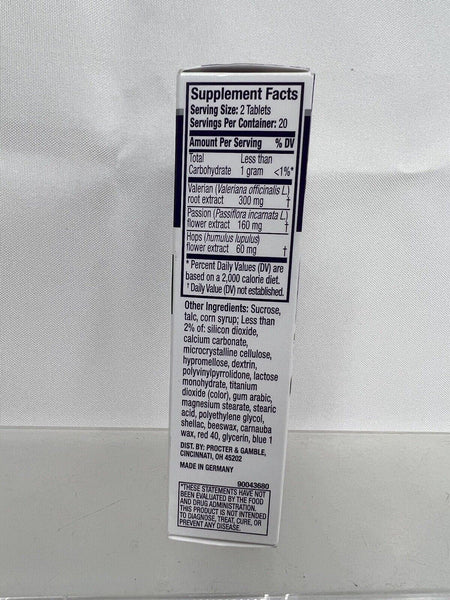 Supplement Facts
Serving Size: 2 Tablets
Servings Per Container: 20
Amount Per Serving % DV
Total Less than
Carbohydrate 1 gram <1%*
Valerian (Valeriana officinalis L.)
root extract 300 mg †
Passion (Passiflora incarnata L.)
flower extract 160 mg †
Hops (humulus lupulus)
flower extract 60 mg †
* Percent Daily Values (DV) are
based on a 2,000 calorie diet.
† Daily Value (DV) not established.
Other Ingredients: Sucrose,
talc, corn syrup; Less than
2% of: silicon dioxide,
calcium carbonate,
microcrystalline cellulose,
hypromellose, dextrin,
polyvinylpyrrolidone, lactose
monohydrate, titanium
dioxide (color), gum arabic,
magnesium stearate, stearic
acid, polyethylene glycol,
shellac, beeswax, carnauba
wax, red 40, glycerin, blue 1
DIST. BY: PROCTER & GAMBLE,
CINCINNATI, OH 45202
MADE IN GERMANY
90043680
*THESE STATEMENTS HAVE NOT
BEEN EVALUATED BY THE FOOD
AND DRUG ADMINISTRATION.
THIS PRODUCT IS NOT INTENDED
TO DIAGNOSE, TREAT, CURE, OR
PREVENT ANY DISEASE.